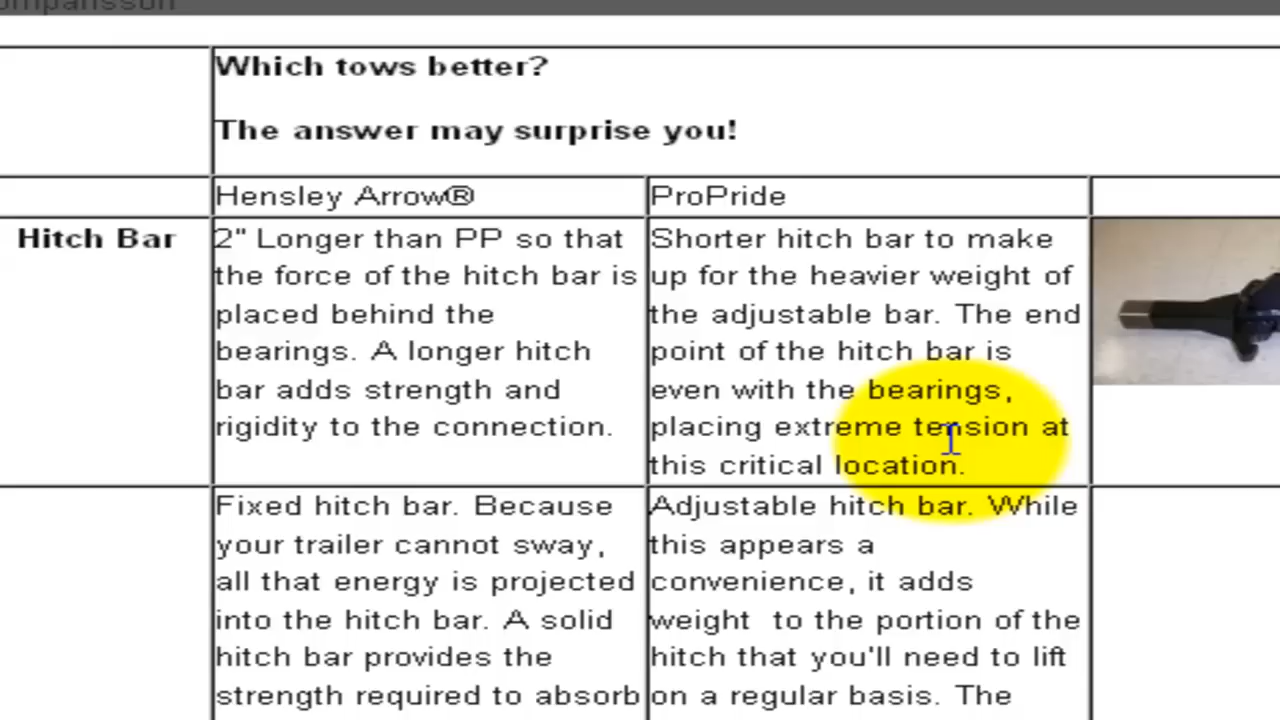 Which tows better?
The answer may surprise you!
Hensley Arrow®
ProPride
Hitch Bar
2" Longer than PP so that
the force of the hitch bar is
placed behind the
bearings. A longer hitch
bar adds strength and
rigidity to the connection.
Shorter hitch bar to make
up for the heavier weight of
the adjustable bar. The end
point of the hitch bar is
even with the bearings,
placing extreme tension at
this critical location.
Fixed hitch bar. Because
your trailer cannot sway,
all that energy is projected
into the hitch bar. A solid
hitch bar provides the
strength required to absorb
Adjustable hitch bar. While
this appears a
convenience, it adds
weight to the portion of the
hitch that you'll need to lift
on a regular basis. The